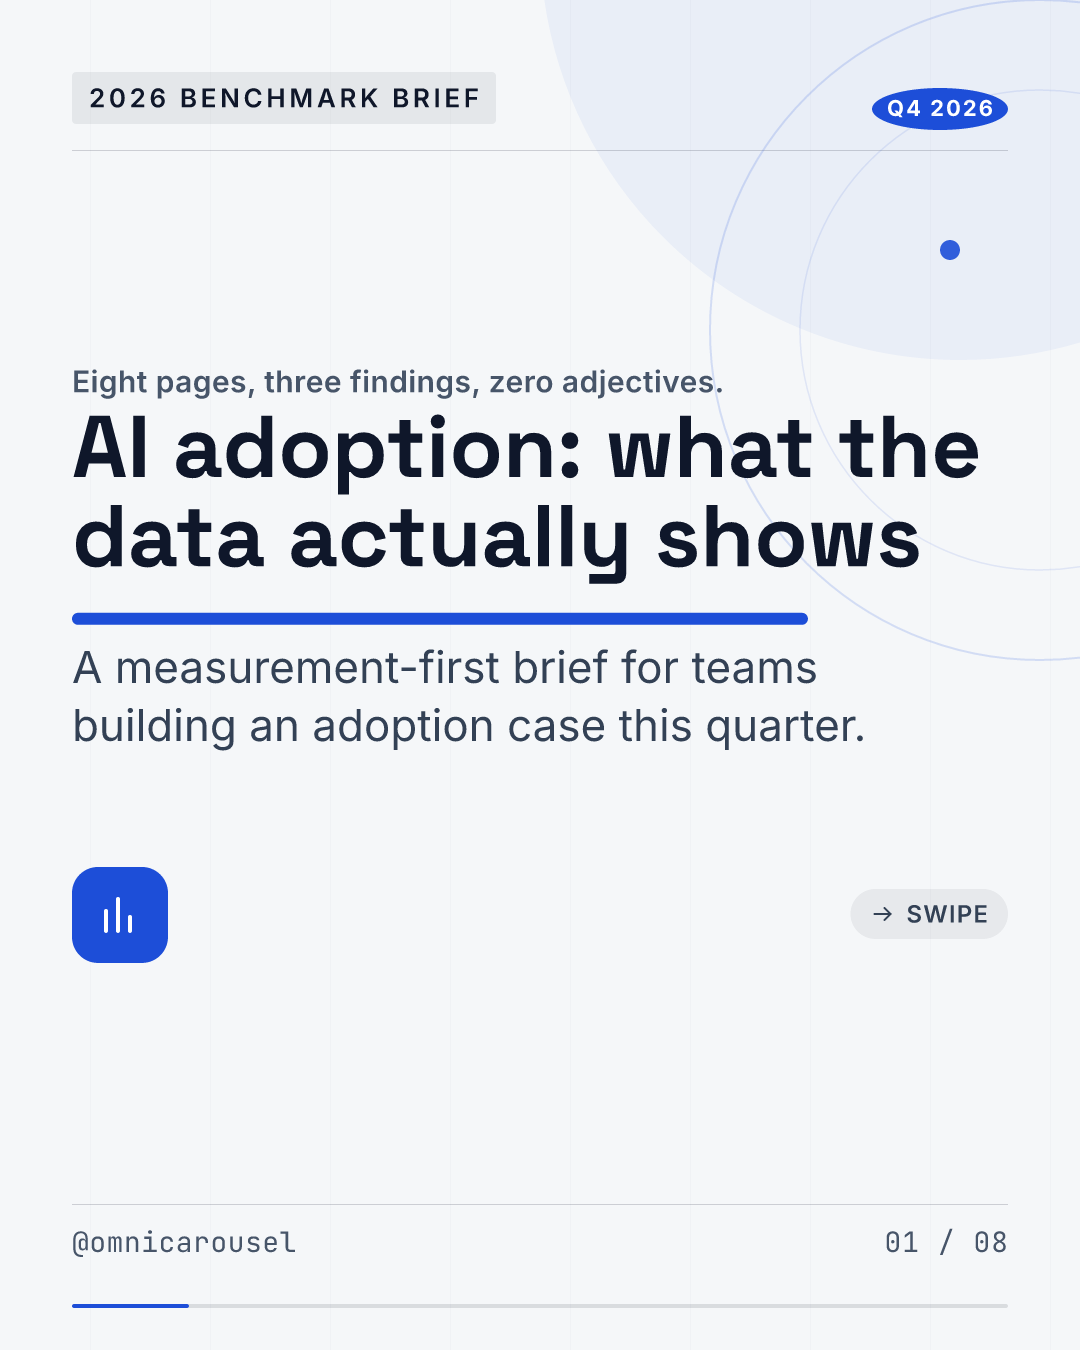 2026 BENCHMARK BRIEF
Q4 2026
Eight pages, three findings, zero adjectives.
AI adoption: what the
data actually shows
A measurement-first brief for teams
building an adoption case this quarter.
→ SWIPE
@omnicarousel
01 / 08